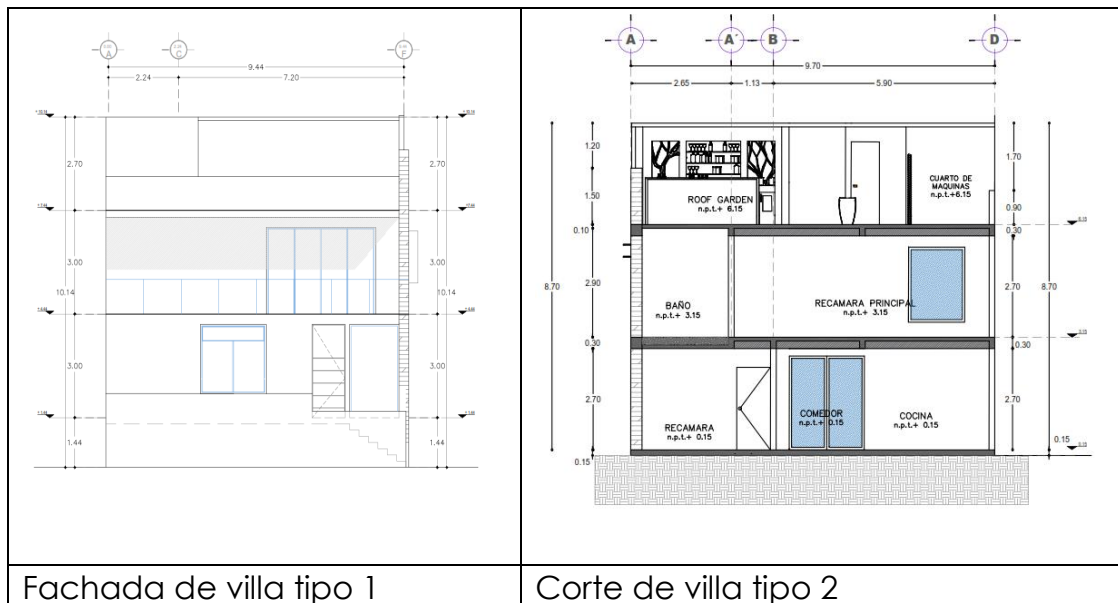 A
C
F
9.44
2.24
7.20
2.70
2.70
3.00
3.00
10.14
10.14
3.00
3.00
1.44
1.44
Fachada de villa tipo 1
A
A'
B
D
9.70
2.65
1.13
5.90
1.20
1.50
0.10
2.90
0.30
2.70
0.15
8.70
ROOF GARDEN
n.p.t.+ 6.15
CUARTO DE
MAQUINAS
n.p.t.+6.15
BAÑO
n.p.t.+ 3.15
RECAMARA PRINCIPAL
n.p.t.+ 3.15
RECAMARA
n.p.t.+ 0.15
COMEDOR
n.p.t.+ 0.15
COCINA
n.p.t.+ 0.15
1.70
0.90
0.30
2.70
0.30
2.70
8.70
0.15
Corte de villa tipo 2